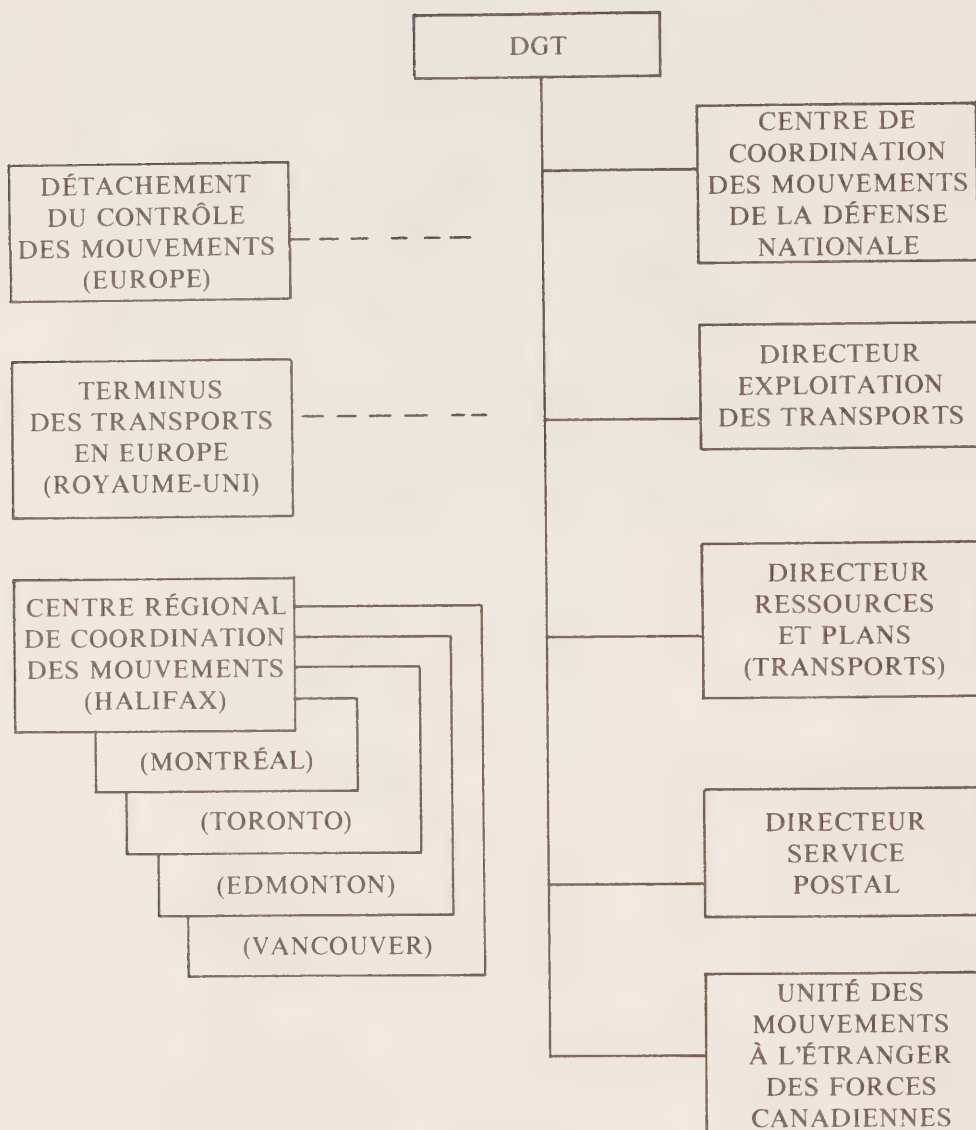 DGT
CENTRE DE
COORDINATION
DES MOUVEMENTS
DE LA DÉFENSE
NATIONALE
DÉTACHEMENT
DU CONTRÔLE
DES MOUVEMENTS
(EUROPE)
DIRECTEUR
EXPLOITATION
DES TRANSPORTS
TERMINUS
DES TRANSPORTS
EN EUROPE
(ROYAUME-UNI)
DIRECTEUR
RESSOURCES
ET PLANS
(TRANSPORTS)
CENTRE RÉGIONAL
DE COORDINATION
DES MOUVEMENTS
(HALIFAX)
(MONTRÉAL)
(TORONTO)
(EDMONTON)
(VANCOUVER)
DIRECTEUR
SERVICE
POSTAL
UNITÉ DES
MOUVEMENTS
À L'ÉTRANGER
DES FORCES
CANADIENNES